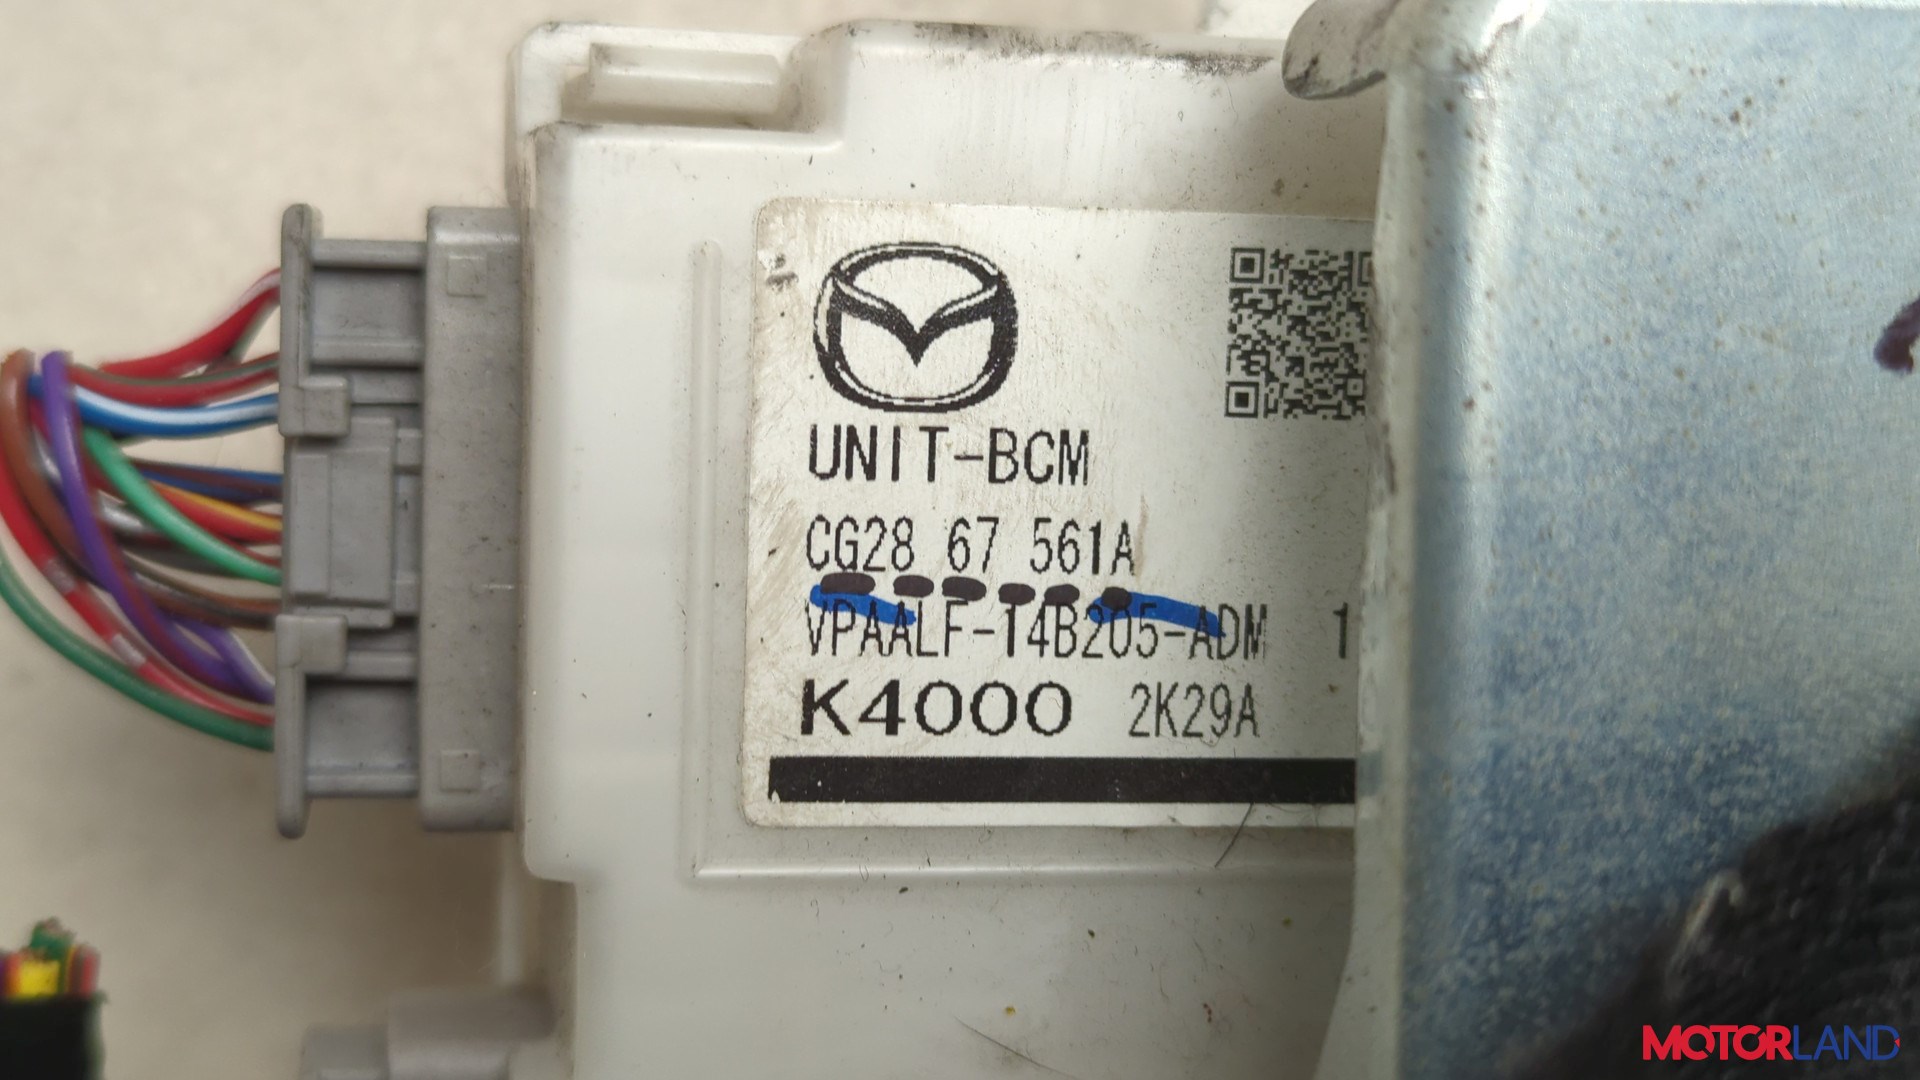 UNIT-BCM
CG28 67 561A
VPAALF-14B205-ADM 1
K4000 2K29A
MOTORLAND